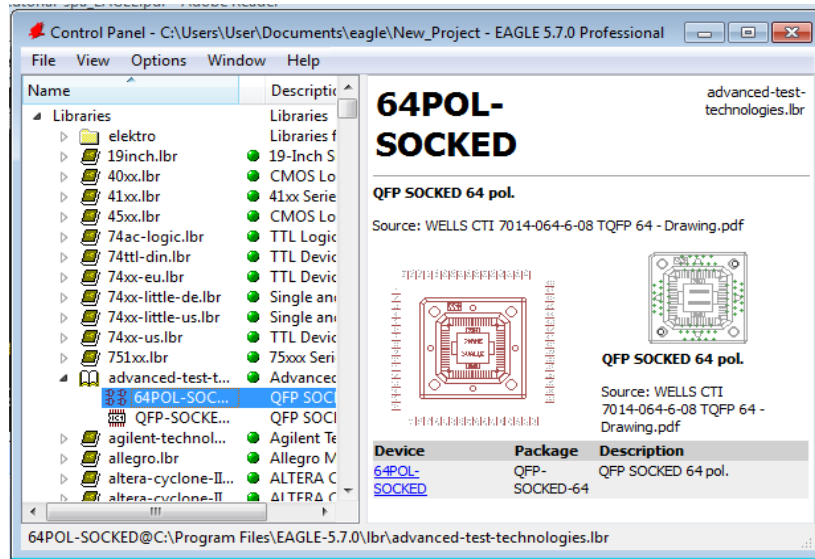 Control Panel - C:\Users\User\Documents\eagle\New_Project - EAGLE 5.7.0 Professional
File View Options Window Help
Name Descriptic
Libraries Libraries
elektro Libraries f
19inch.lbr 19-Inch S
40xx.lbr CMOS Lo
41xx.lbr 41xx Serie
45xx.lbr CMOS Lo
74ac-logic.lbr TTL Logic
74ttl-din.lbr TTL Devic
74xx-eu.lbr TTL Devic
74xx-little-de.lbr Single an
74xx-little-us.lbr Single an
74xx-us.lbr TTL Devic
751xx.lbr 75xxx Seri
advanced-test-t... Advanced
64POL-SOC... QFP SOCI
QFP-SOCKE... QFP SOCI
agilent-technol... Agilent Te
allegro.lbr Allegro M
altera-cyclone-II... ALTERA C
altera-cyclone-II ALTERA C
64POL-
SOCKED
advanced-test-
technologies.lbr
QFP SOCKED 64 pol.
Source: WELLS CTI 7014-064-6-08 TQFP 64 - Drawing.pdf
QFP SOCKED 64 pol.
Source: WELLS CTI
7014-064-6-08 TQFP 64 -
Drawing.pdf
Device Package Description
64POL- QFP- QFP SOCKED 64 pol.
SOCKED SOCKED-64
64POL-SOCKED@C:\Program Files\EAGLE-5.7.0\lbr\advanced-test-technologies.lbr